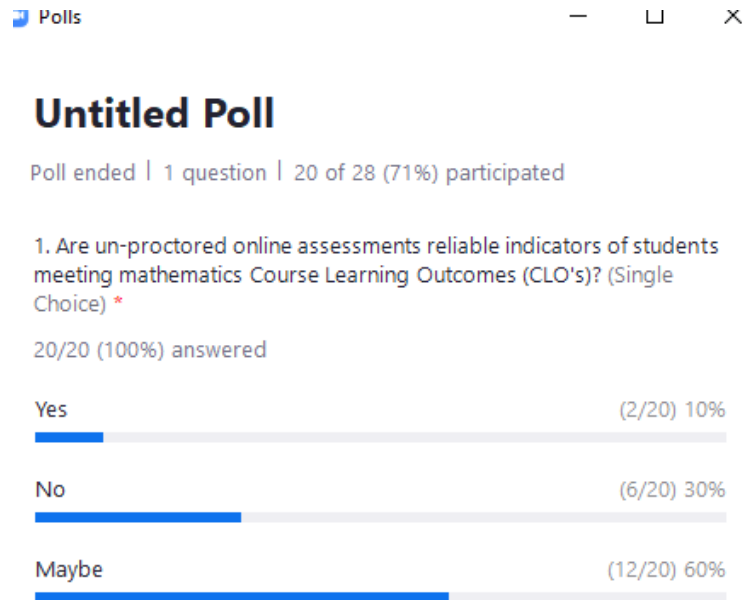 Polls
Untitled Poll
Poll ended | 1 question | 20 of 28 (71%) participated
1. Are un-proctored online assessments reliable indicators of students
meeting mathematics Course Learning Outcomes (CLO's)? (Single
Choice) *
20/20 (100%) answered
Yes (2/20) 10%
No (6/20) 30%
Maybe (12/20) 60%